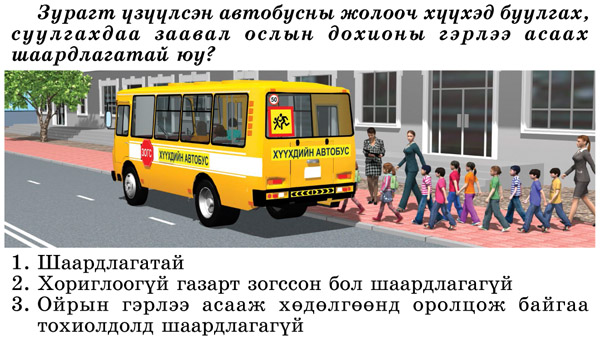 Зурагт үзүүлсэн автобусны жолооч хүүхэд буулгах,
суулгахдаа заавал ослын дохионы гэрлээ асаах
шаардлагатай юу?
50
ЗОГС
ХҮҮХДИЙН АВТОБУС
ХҮҮХДИЙН АВТОБУС
1. Шаардлагатай
2. Хориглоогүй газарт зогссон бол шаардлагагүй
3. Ойрын гэрлээ асааж хөдөлгөөнд оролцож байгаа
тохиолдолд шаардлагагүй